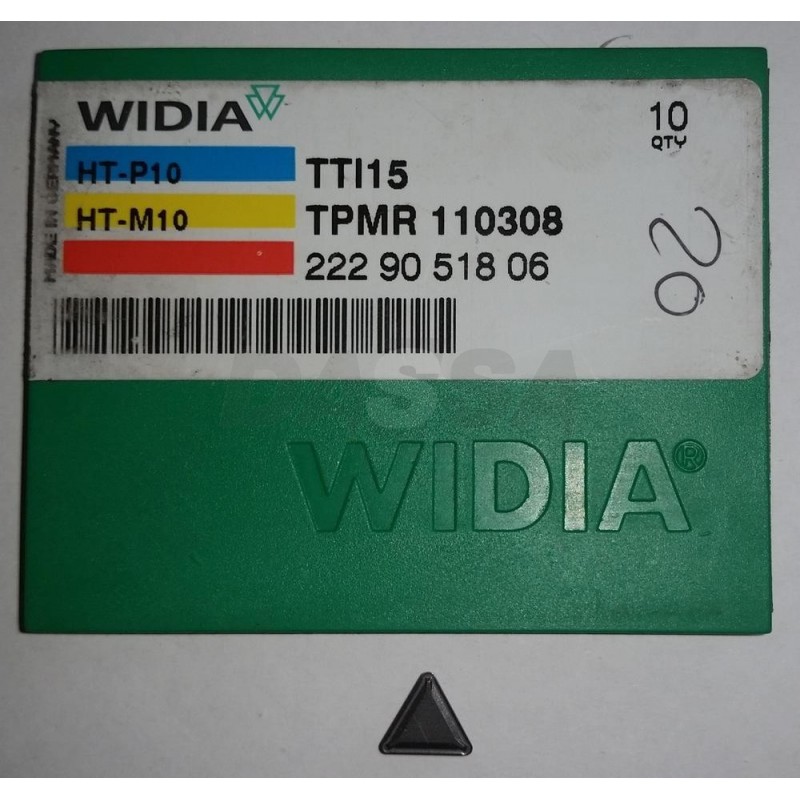 WIDIA
10
QTY
HT-P10 TTI15
HT-M10 TPMR 110308
222 90 518 06
MADE IN GERMANY
20
DASSA
WIDIA®